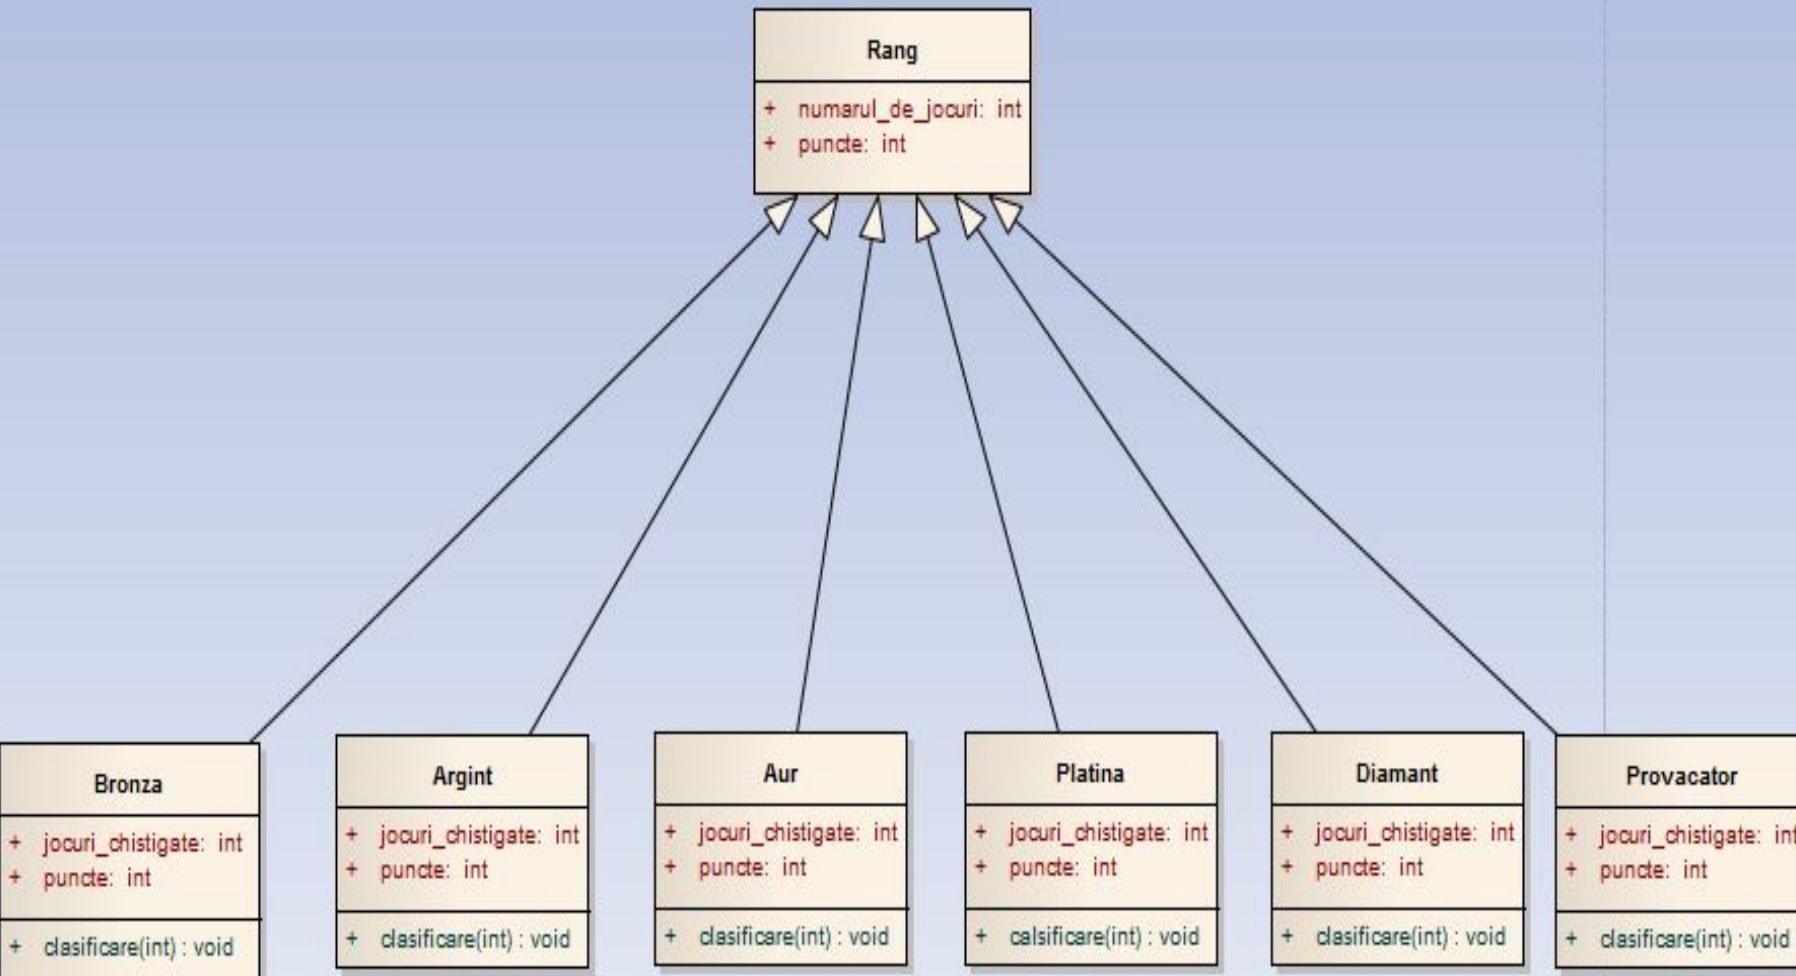 Rang
+ numarul_de_jocuri: int
+ puncte: int
Bronza
+ jocuri_chistigate: int
+ puncte: int
+ clasificare(int) : void
Argint
+ jocuri_chistigate: int
+ puncte: int
+ clasificare(int) : void
Aur
+ jocuri_chistigate: int
+ puncte: int
+ clasificare(int) : void
Platina
+ jocuri_chistigate: int
+ puncte: int
+ calsificare(int) : void
Diamant
+ jocuri_chistigate: int
+ puncte: int
+ clasificare(int) : void
Provacator
+ jocuri_chistigate: int
+ puncte: int
+ clasificare(int) : void